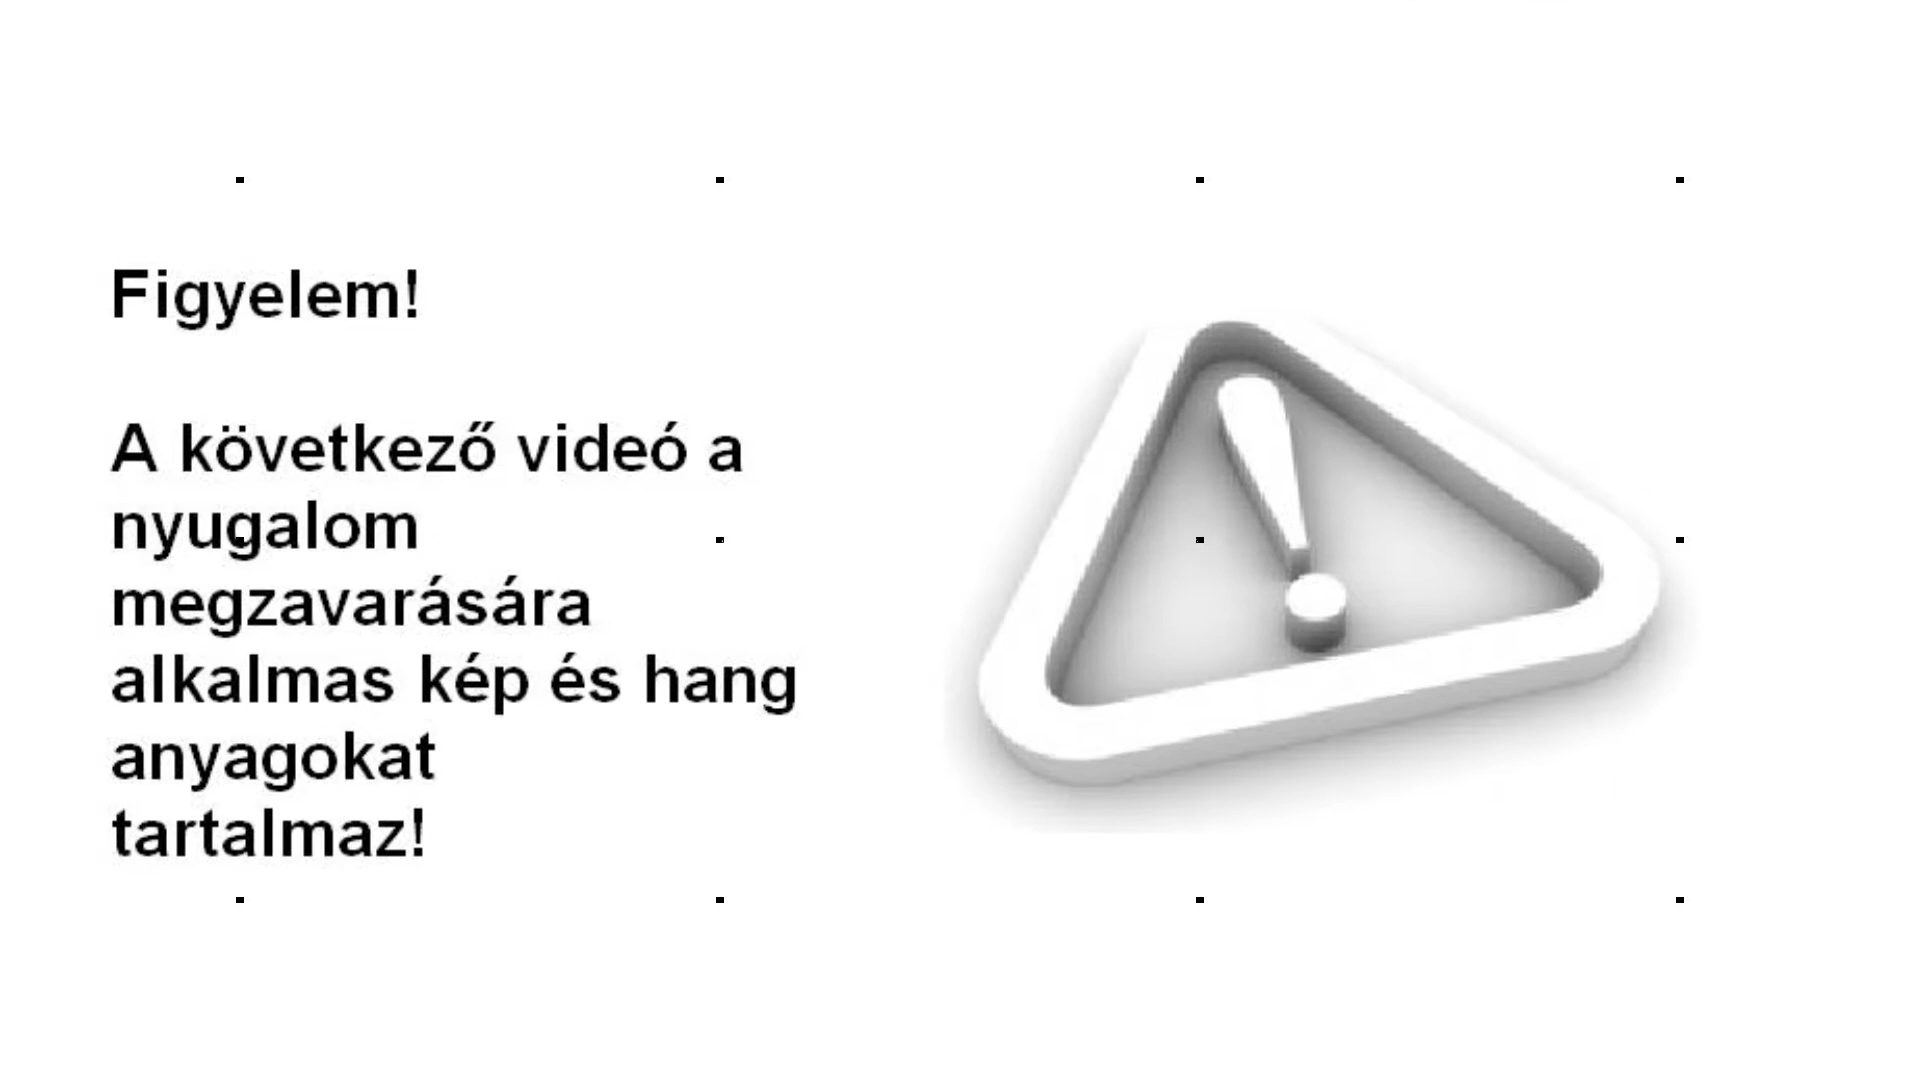 Figyelem!
A következő videó a
nyugalom
megzavarására
alkalmas kép és hang
anyagokat
tartalmaz!